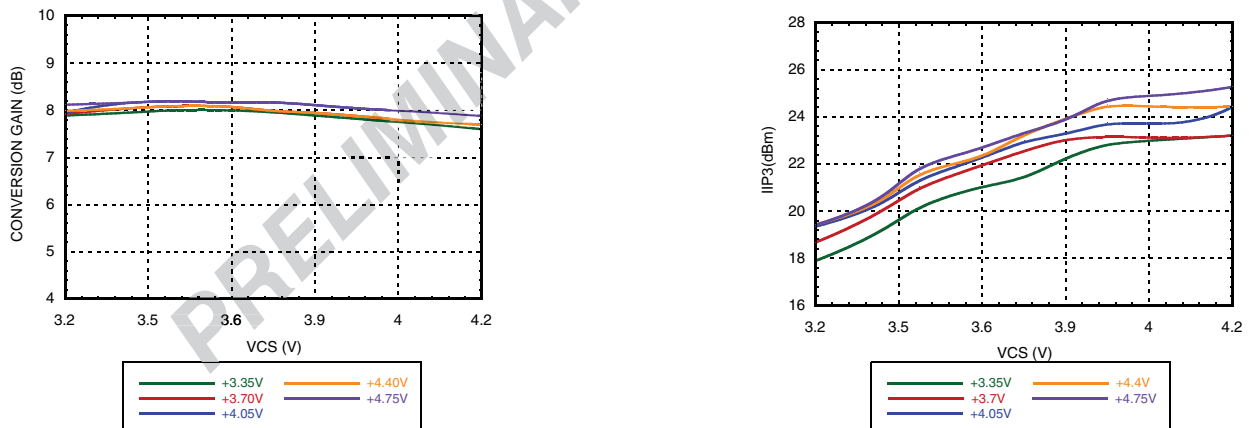 10
9
8
7
6
5
4
CONVERSION GAIN (dB)
3.2 3.5 3.6 3.9 4 4.2
VCS (V)
+3.35V +4.40V
+3.70V +4.75V
+4.05V
PRELIMINA
28
26
24
22
20
18
16
IIP3(dBm)
3.2 3.5 3.6 3.9 4 4.2
VCS (V)
+3.35V +4.4V
+3.7V +4.75V
+4.05V